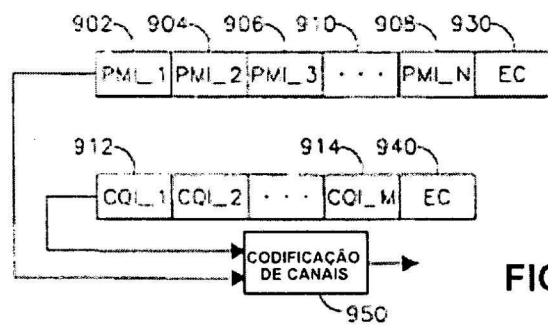 902 904 906 910 908 930
PMI_1 PMI_2 PMI_3 ... PMI_N EC
912 914 940
CQI_1 CQI_2 ... CQI_M EC
CODIFICAÇÃO
DE CANAIS
950
FIG